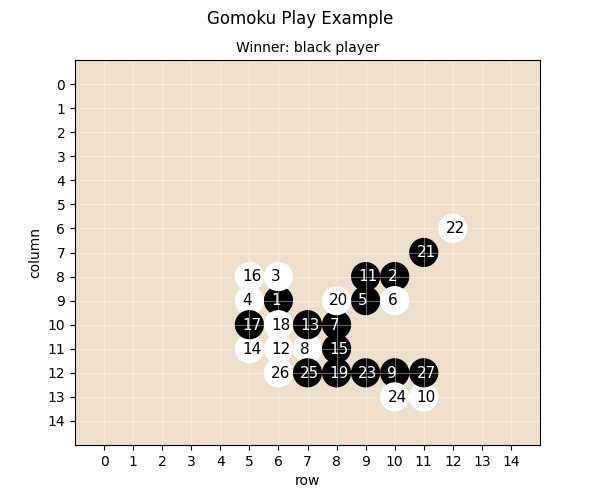 Gomoku Play Example
Winner: black player
0
1
2
3
4
5
6 22
7 21
8 16 3 11 2
9 4 1 20 5 6
10 17 18 13 7
11 14 12 8 15
12 26 25 19 23 9 27
13 24 10
14
column
0 1 2 3 4 5 6 7 8 9 10 11 12 13 14
row